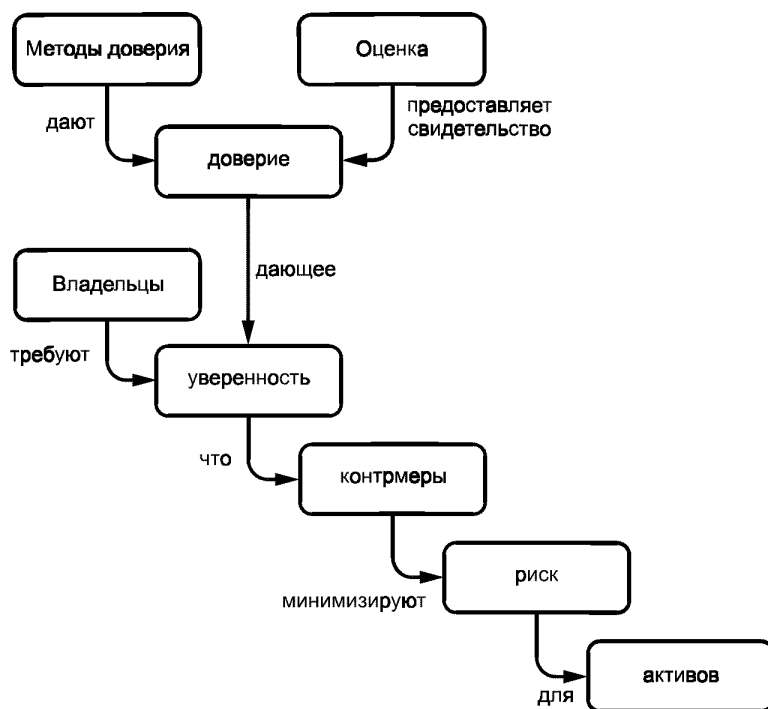 Методы доверия
Оценка
дают
предоставляет
свидетельство
доверие
дающее
Владельцы
требуют
уверенность
что
контрмеры
минимизируют
риск
для
активов